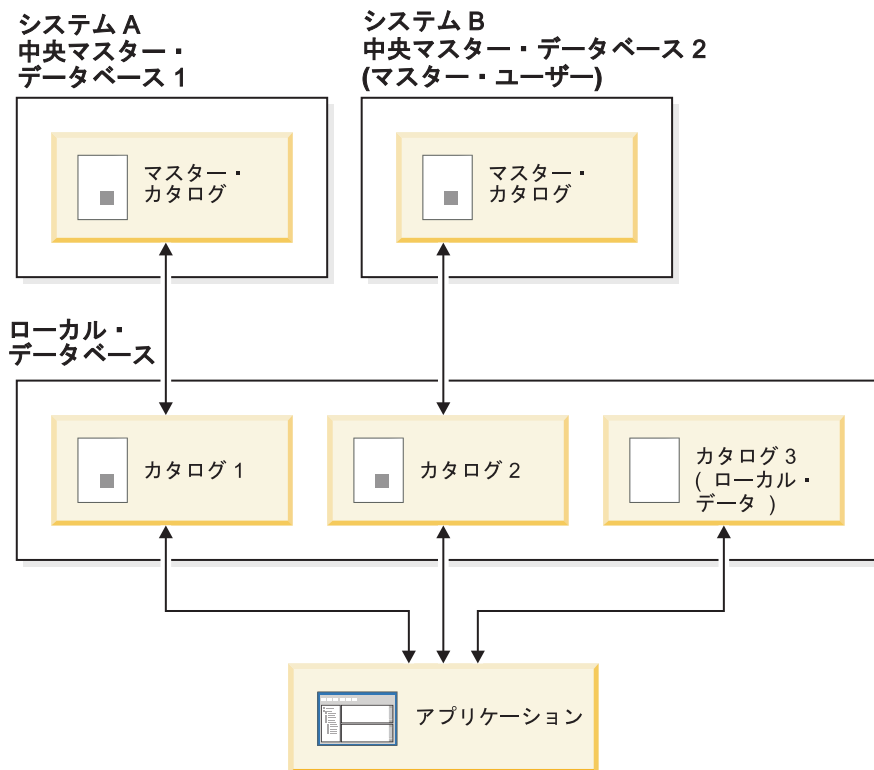 システム A
中央マスター・
データベース 1
システム B
中央マスター・データベース 2
(マスター・ユーザー)
マスター・
カタログ
マスター・
カタログ
ローカル・
データベース
カタログ 1
カタログ 2
カタログ 3
( ローカル・
データ )
アプリケーション